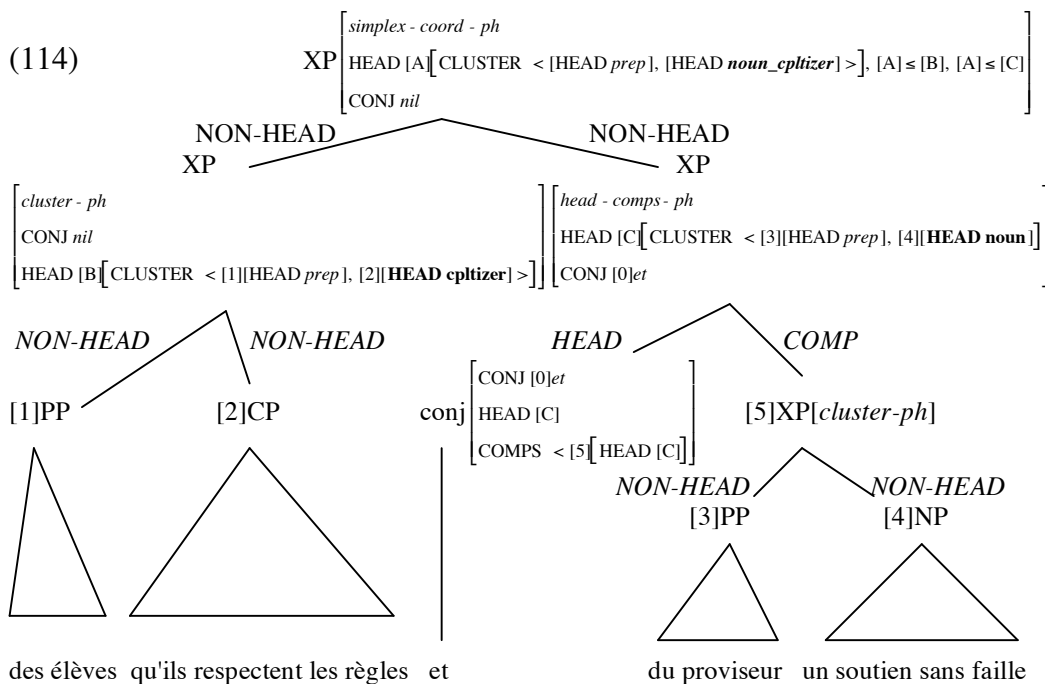 (114)
simplex - coord - ph
XP HEAD [A][ CLUSTER < [HEAD prep], [HEAD noun_cpltizer] >], [A] ≤ [B], [A] ≤ [C]
CONJ nil
NON-HEAD NON-HEAD
XP XP
cluster - ph
CONJ nil
HEAD [B][ CLUSTER < [1][HEAD prep], [2][HEAD cpltizer] >]
head - comps - ph
HEAD [C][ CLUSTER < [3][HEAD prep], [4][HEAD noun]]
CONJ [0]et
NON-HEAD NON-HEAD HEAD COMP
[1]PP [2]CP conj
CONJ [0]et
HEAD [C]
COMPS < [5][ HEAD [C]]
[5]XP[cluster-ph]
NON-HEAD NON-HEAD
[3]PP [4]NP
des élèves qu'ils respectent les règles et du proviseur un soutien sans faille